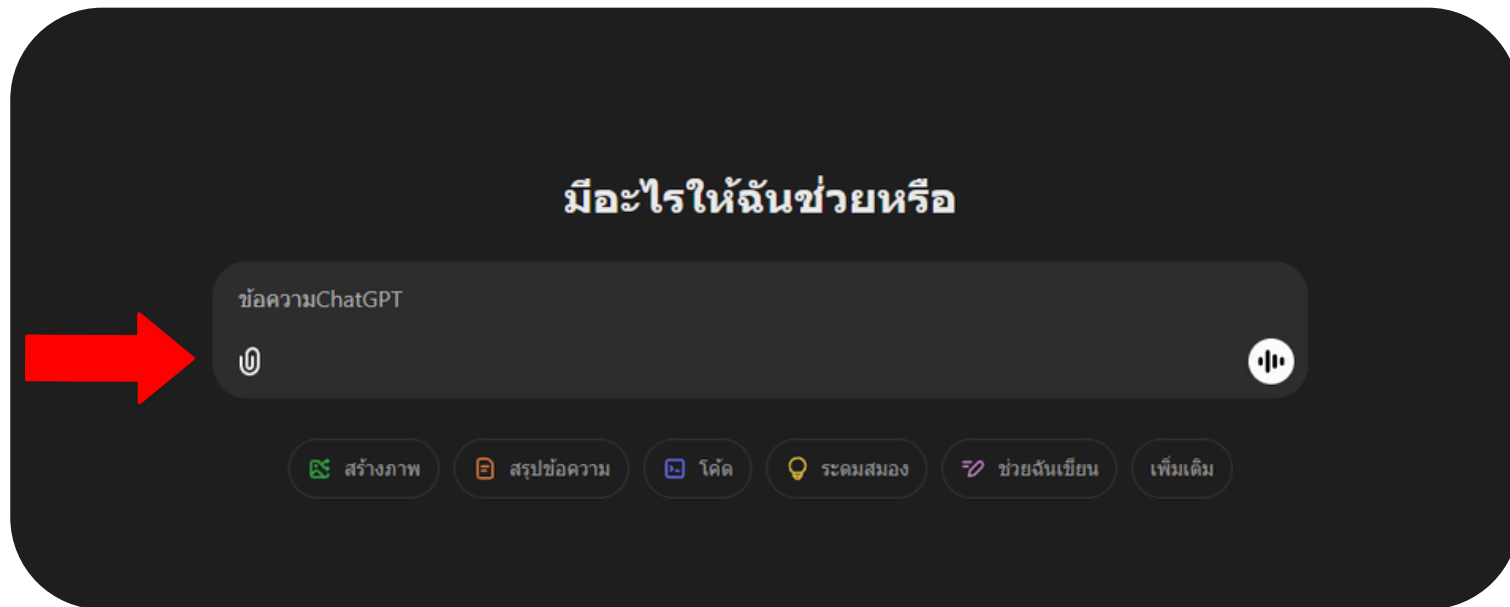 มีอะไรให้ฉันช่วยหรือ
ข้อความChatGPT
สร้างภาพ
สรุปข้อความ
โค้ด
ระดมสมอง
ช่วยฉันเขียน
เพิ่มเติม